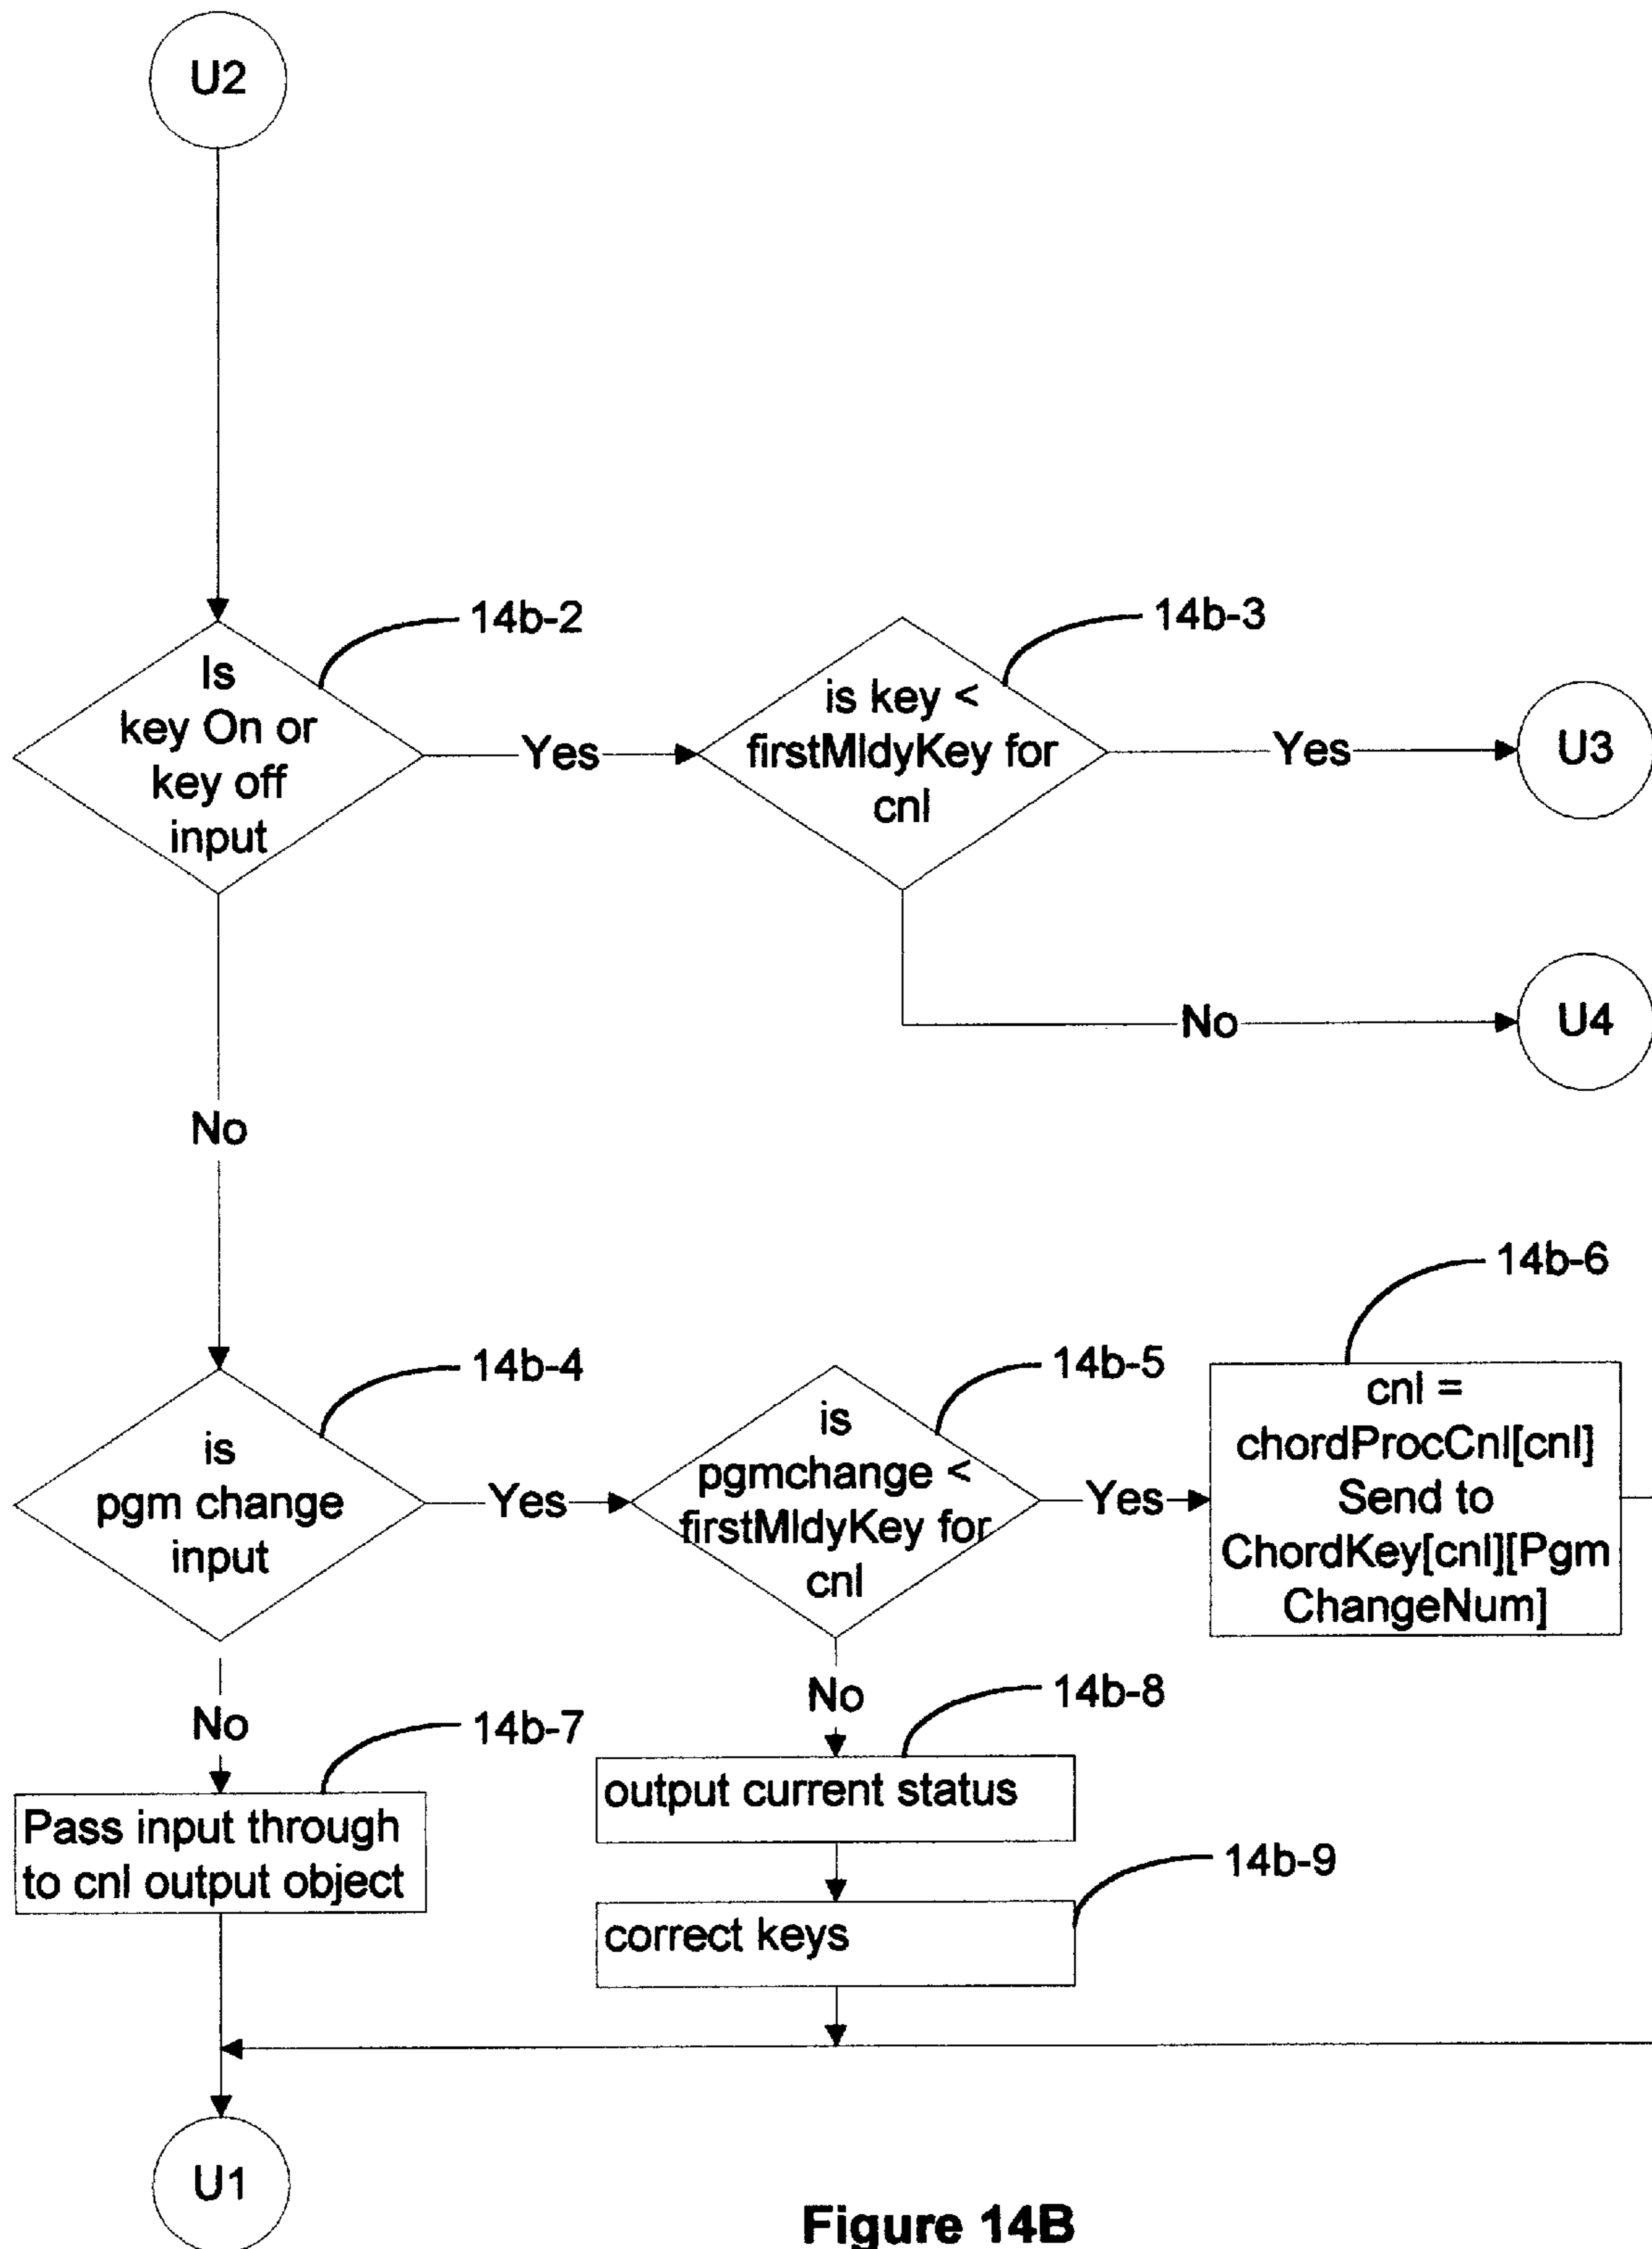 U2
14b-2
Is
key On or
key off
input
Yes
14b-3
is key <
firstMldyKey for
cnl
Yes
U3
No
U4
No
14b-4
is
pgm change
input
Yes
14b-5
is
pgmchange <
firstMldyKey for
cnl
Yes
14b-6
cnl =
chordProcCnl[cnl]
Send to
ChordKey[cnl][Pgm
ChangeNum]
No
14b-7
Pass input through
to cnl output object
No
14b-8
output current status
14b-9
correct keys
U1
Figure 14B